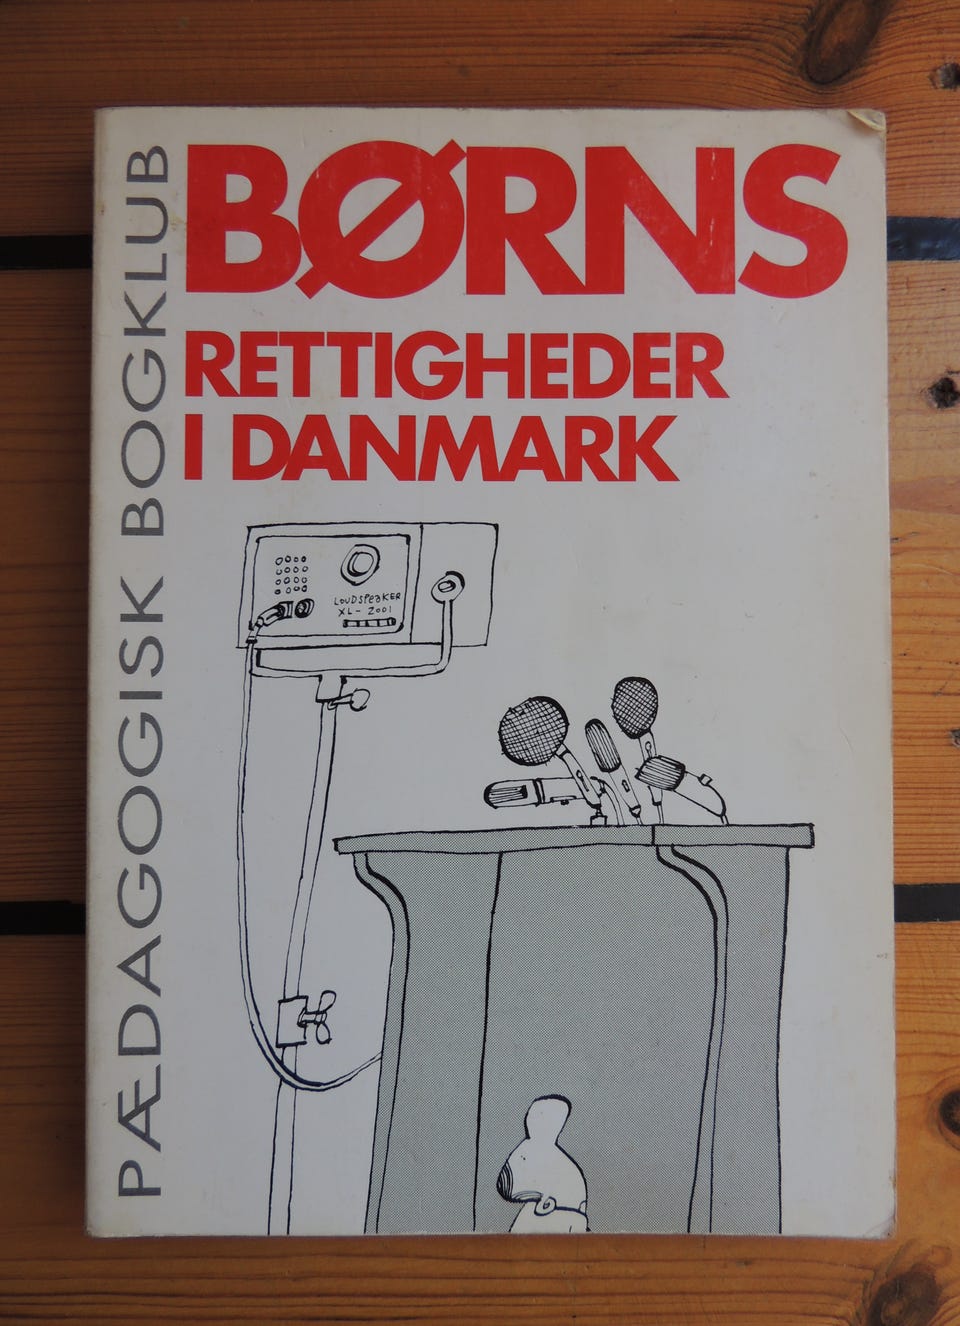 BØRNS
RETTIGHEDER
I DANMARK
PÆDAGOGISK BOGKLUB
LOUDSPEAKER
XL-2001